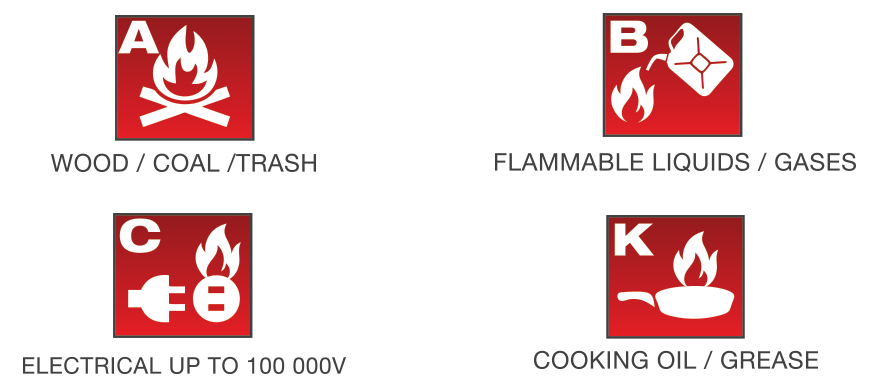 A
B
WOOD / COAL /TRASH
FLAMMABLE LIQUIDS / GASES
C
K
ELECTRICAL UP TO 100 000V
COOKING OIL / GREASE